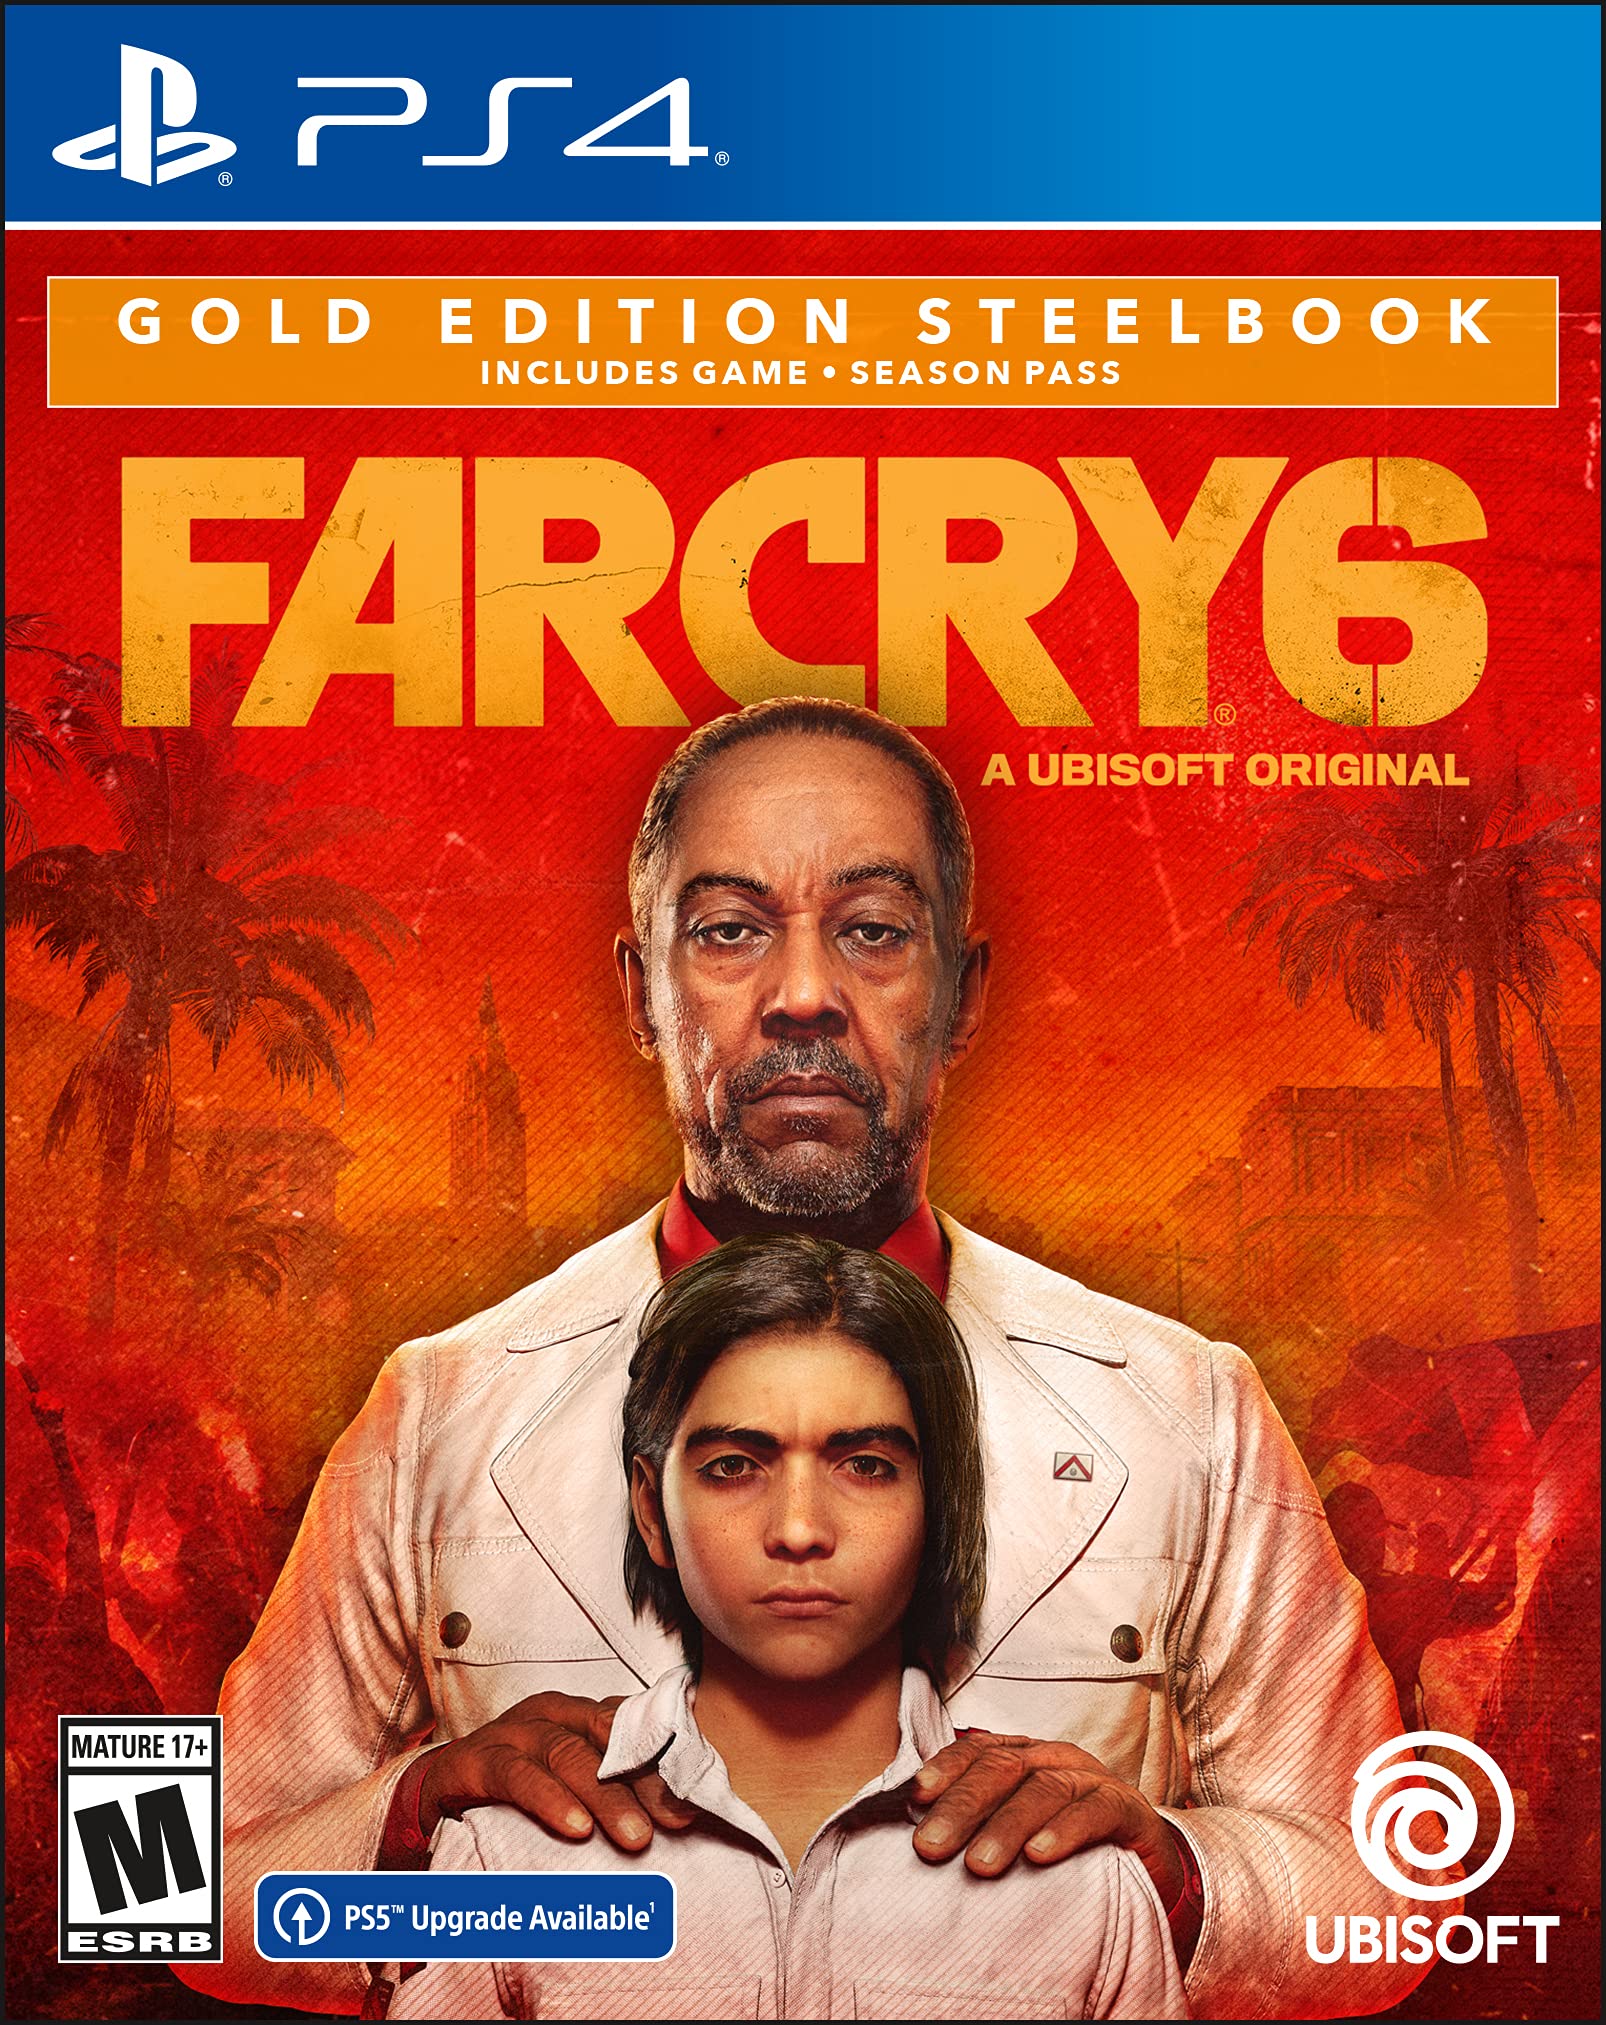 PS4®
GOLD EDITION STEELBOOK
INCLUDES GAME • SEASON PASS
FARCRY6®
A UBISOFT ORIGINAL
MATURE 17+
M
ESRB
PS5™ Upgrade Available¹
UBISOFT